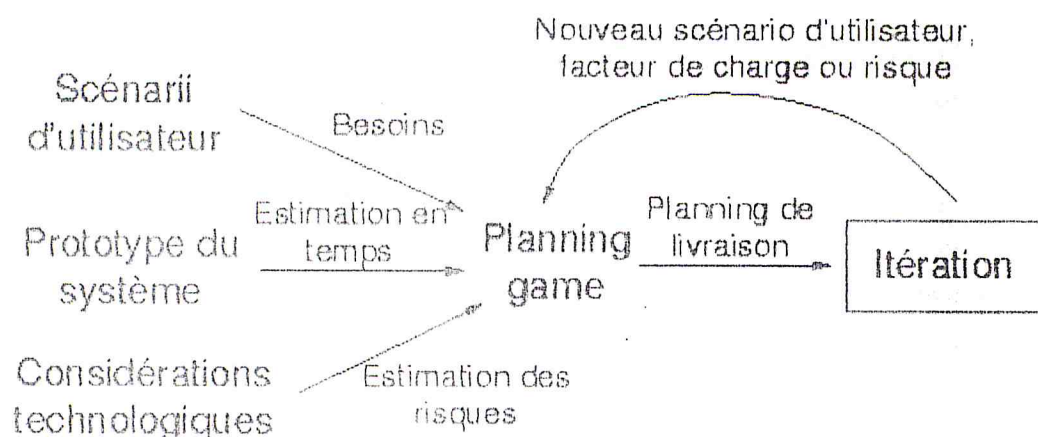 Nouveau scénario d'utilisateur,
facteur de charge ou risque
Scénarii
d'utilisateur
Besoins
Estimation en
temps
Prototype du
système
Planning
game
Planning de
livraison
Itération
Considérations
technologiques
Estimation des
risques